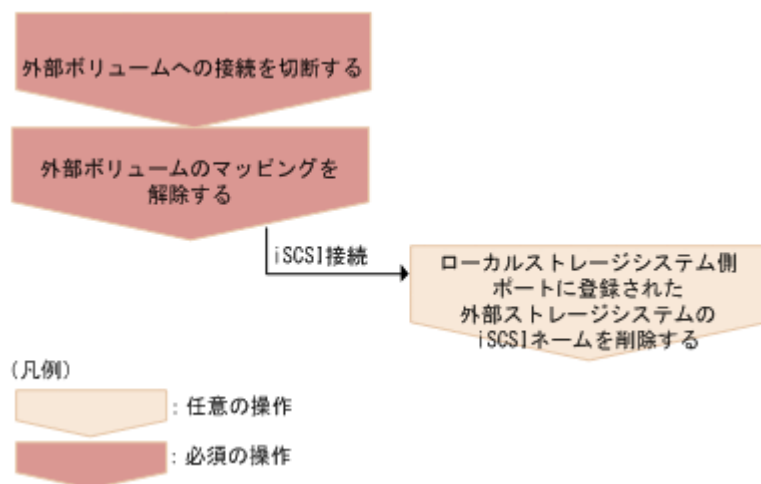 外部ボリュームへの接続を切断する
外部ボリュームのマッピングを
解除する
iSCSI接続
ローカルストレージシステム側
ポートに登録された
外部ストレージシステムの
iSCSIネームを削除する
(凡例)
：任意の操作
：必須の操作